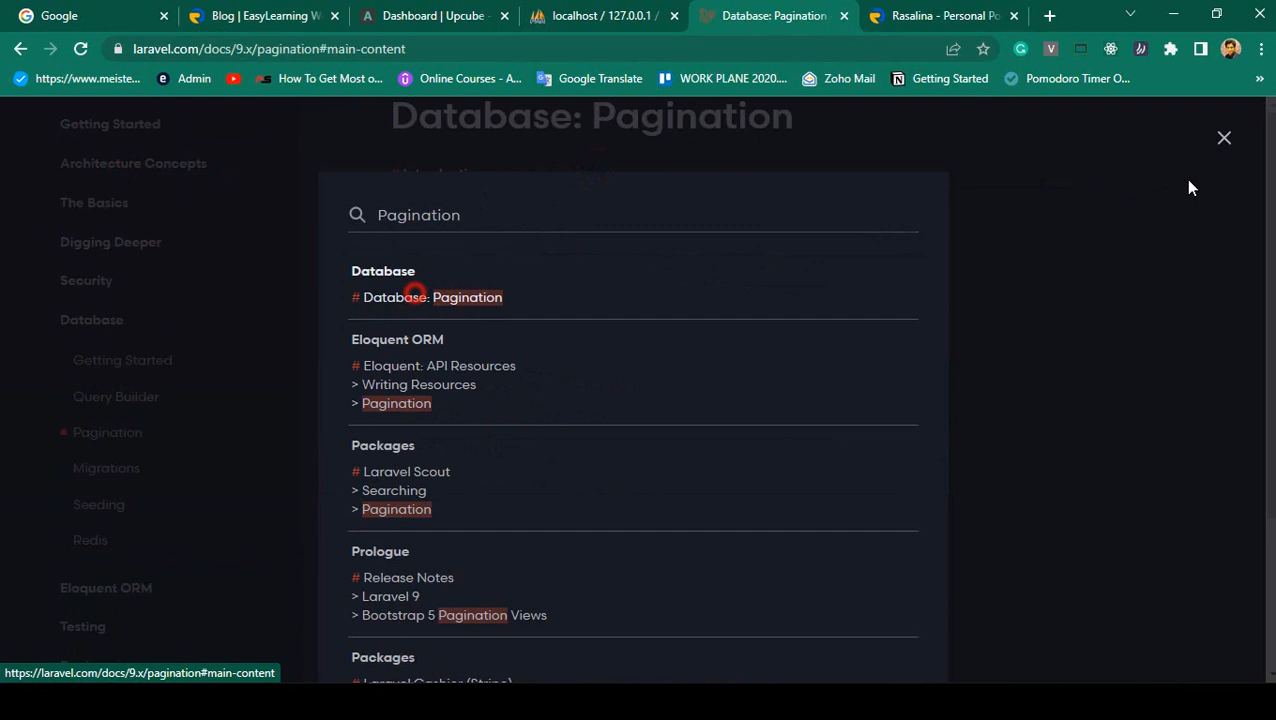 Google
Blog | EasyLearning W
Dashboard | Upcube -
localhost / 127.0.0.1 /
Database: Pagination
Rasalina - Personal Po
laravel.com/docs/9.x/pagination#main-content
https://www.meiste...
Admin
How To Get Most o...
Online Courses - A...
Google Translate
WORK PLANE 2020....
Zoho Mail
Getting Started
Pomodoro Timer O...
»
Getting Started
Architecture Concepts
The Basics
Digging Deeper
Security
Database
Getting Started
Query Builder
Pagination
Migrations
Seeding
Redis
Eloquent ORM
Testing
Database: Pagination
Pagination
Database
# Database: Pagination
Eloquent ORM
# Eloquent: API Resources
> Writing Resources
> Pagination
Packages
# Laravel Scout
> Searching
> Pagination
Prologue
# Release Notes
> Laravel 9
> Bootstrap 5 Pagination Views
Packages
# Laravel Cashier (Stripe)
https://laravel.com/docs/9.x/pagination#main-content